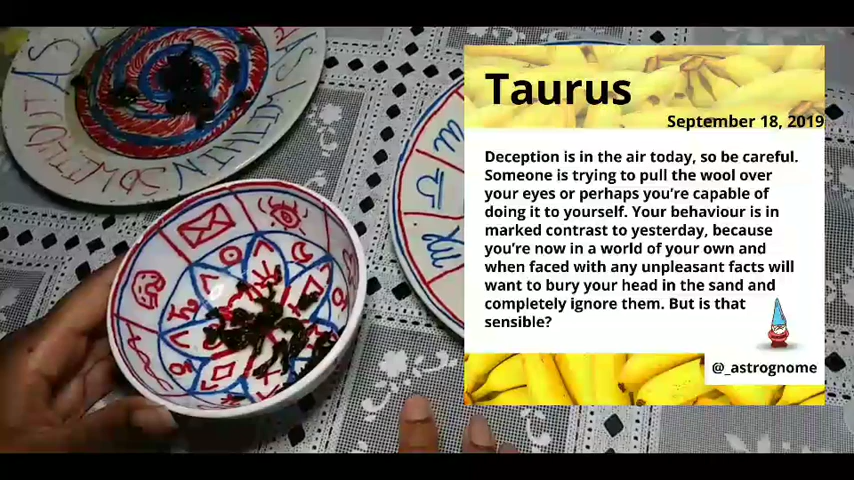 Taurus
September 18, 2019
Deception is in the air today, so be careful.
Someone is trying to pull the wool over
your eyes or perhaps you're capable of
doing it to yourself. Your behaviour is in
marked contrast to yesterday, because
you're now in a world of your own and
when faced with any unpleasant facts will
want to bury your head in the sand and
completely ignore them. But is that
sensible?
@_astrognome